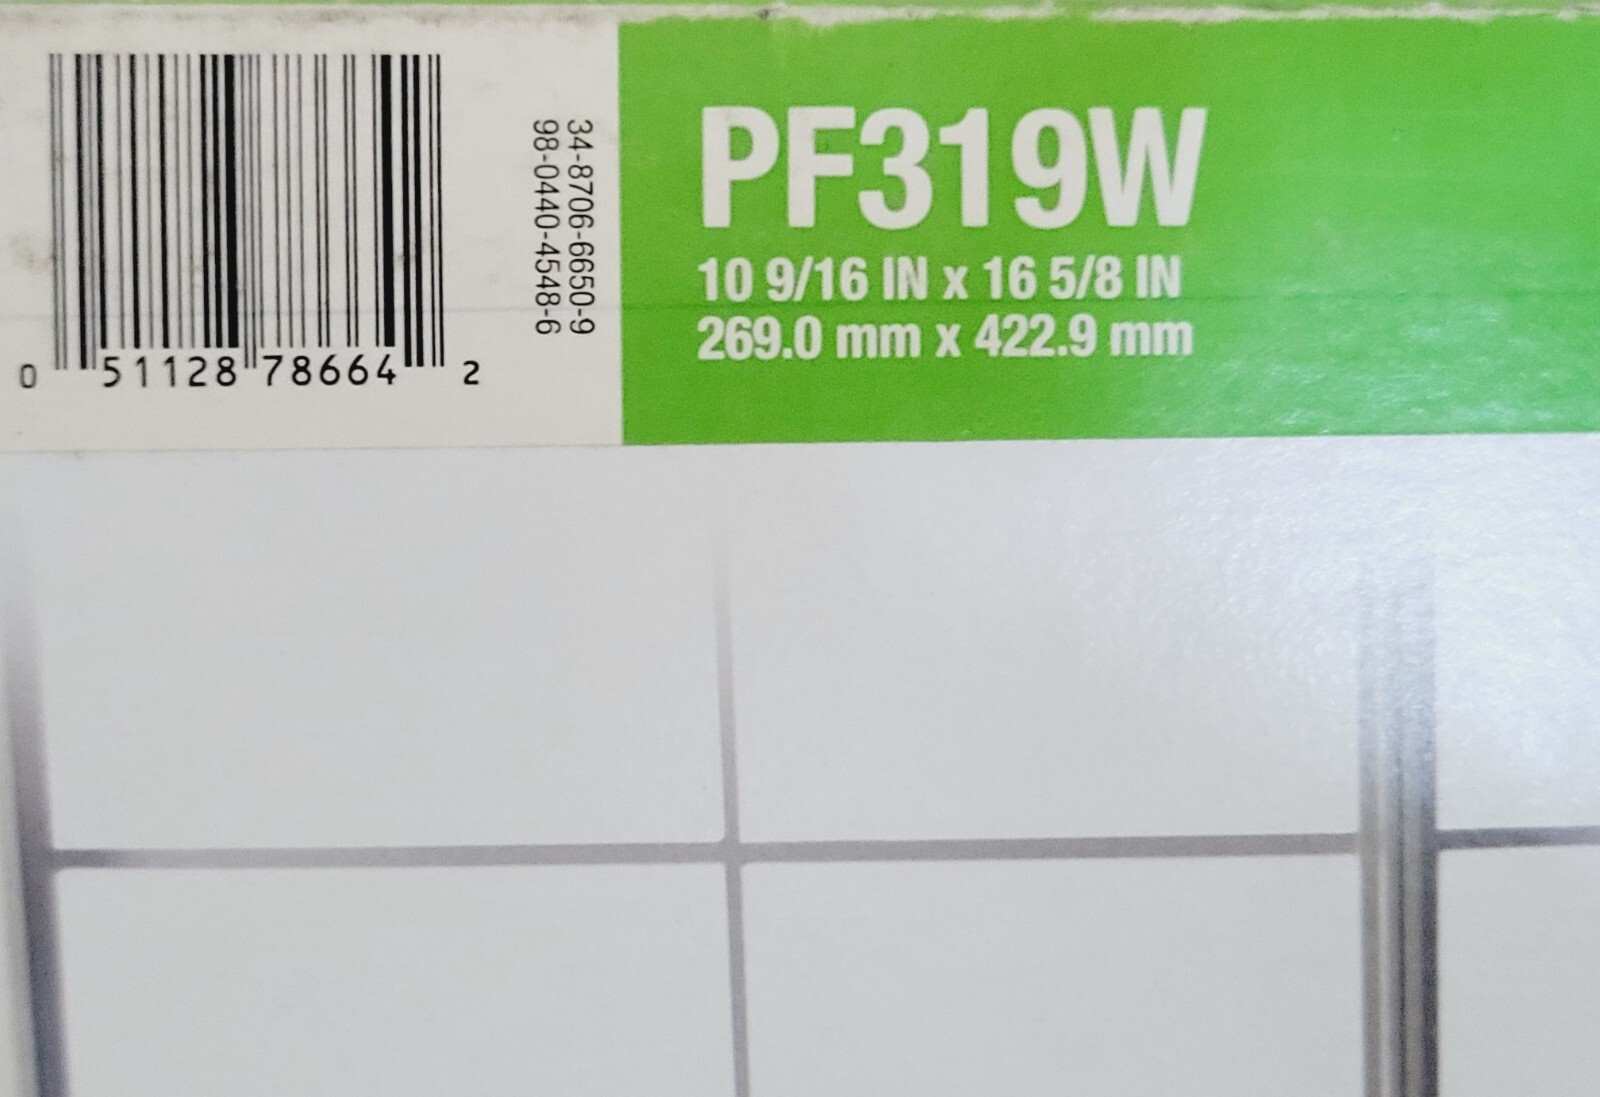 0 51128 78664 2
34-8706-6650-9
98-0440-4548-6
PF319W
10 9/16 IN x 16 5/8 IN
269.0 mm x 422.9 mm